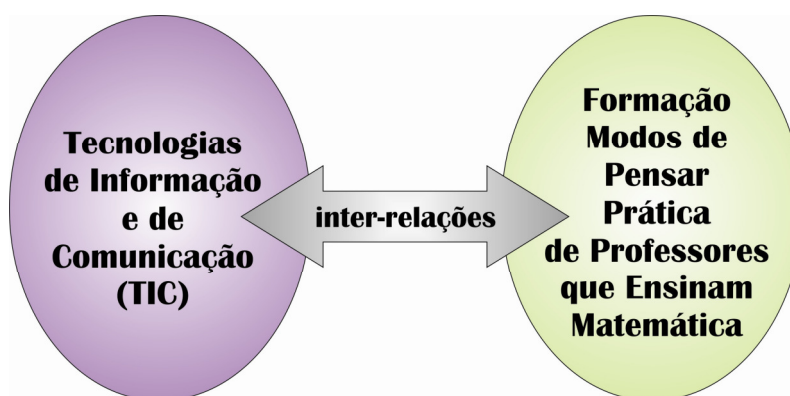 Tecnologias
de Informação
e de
Comunicação
(TIC)
inter-relações
Formação
Modos de
Pensar
Prática
de Professores
que Ensinam
Matemática